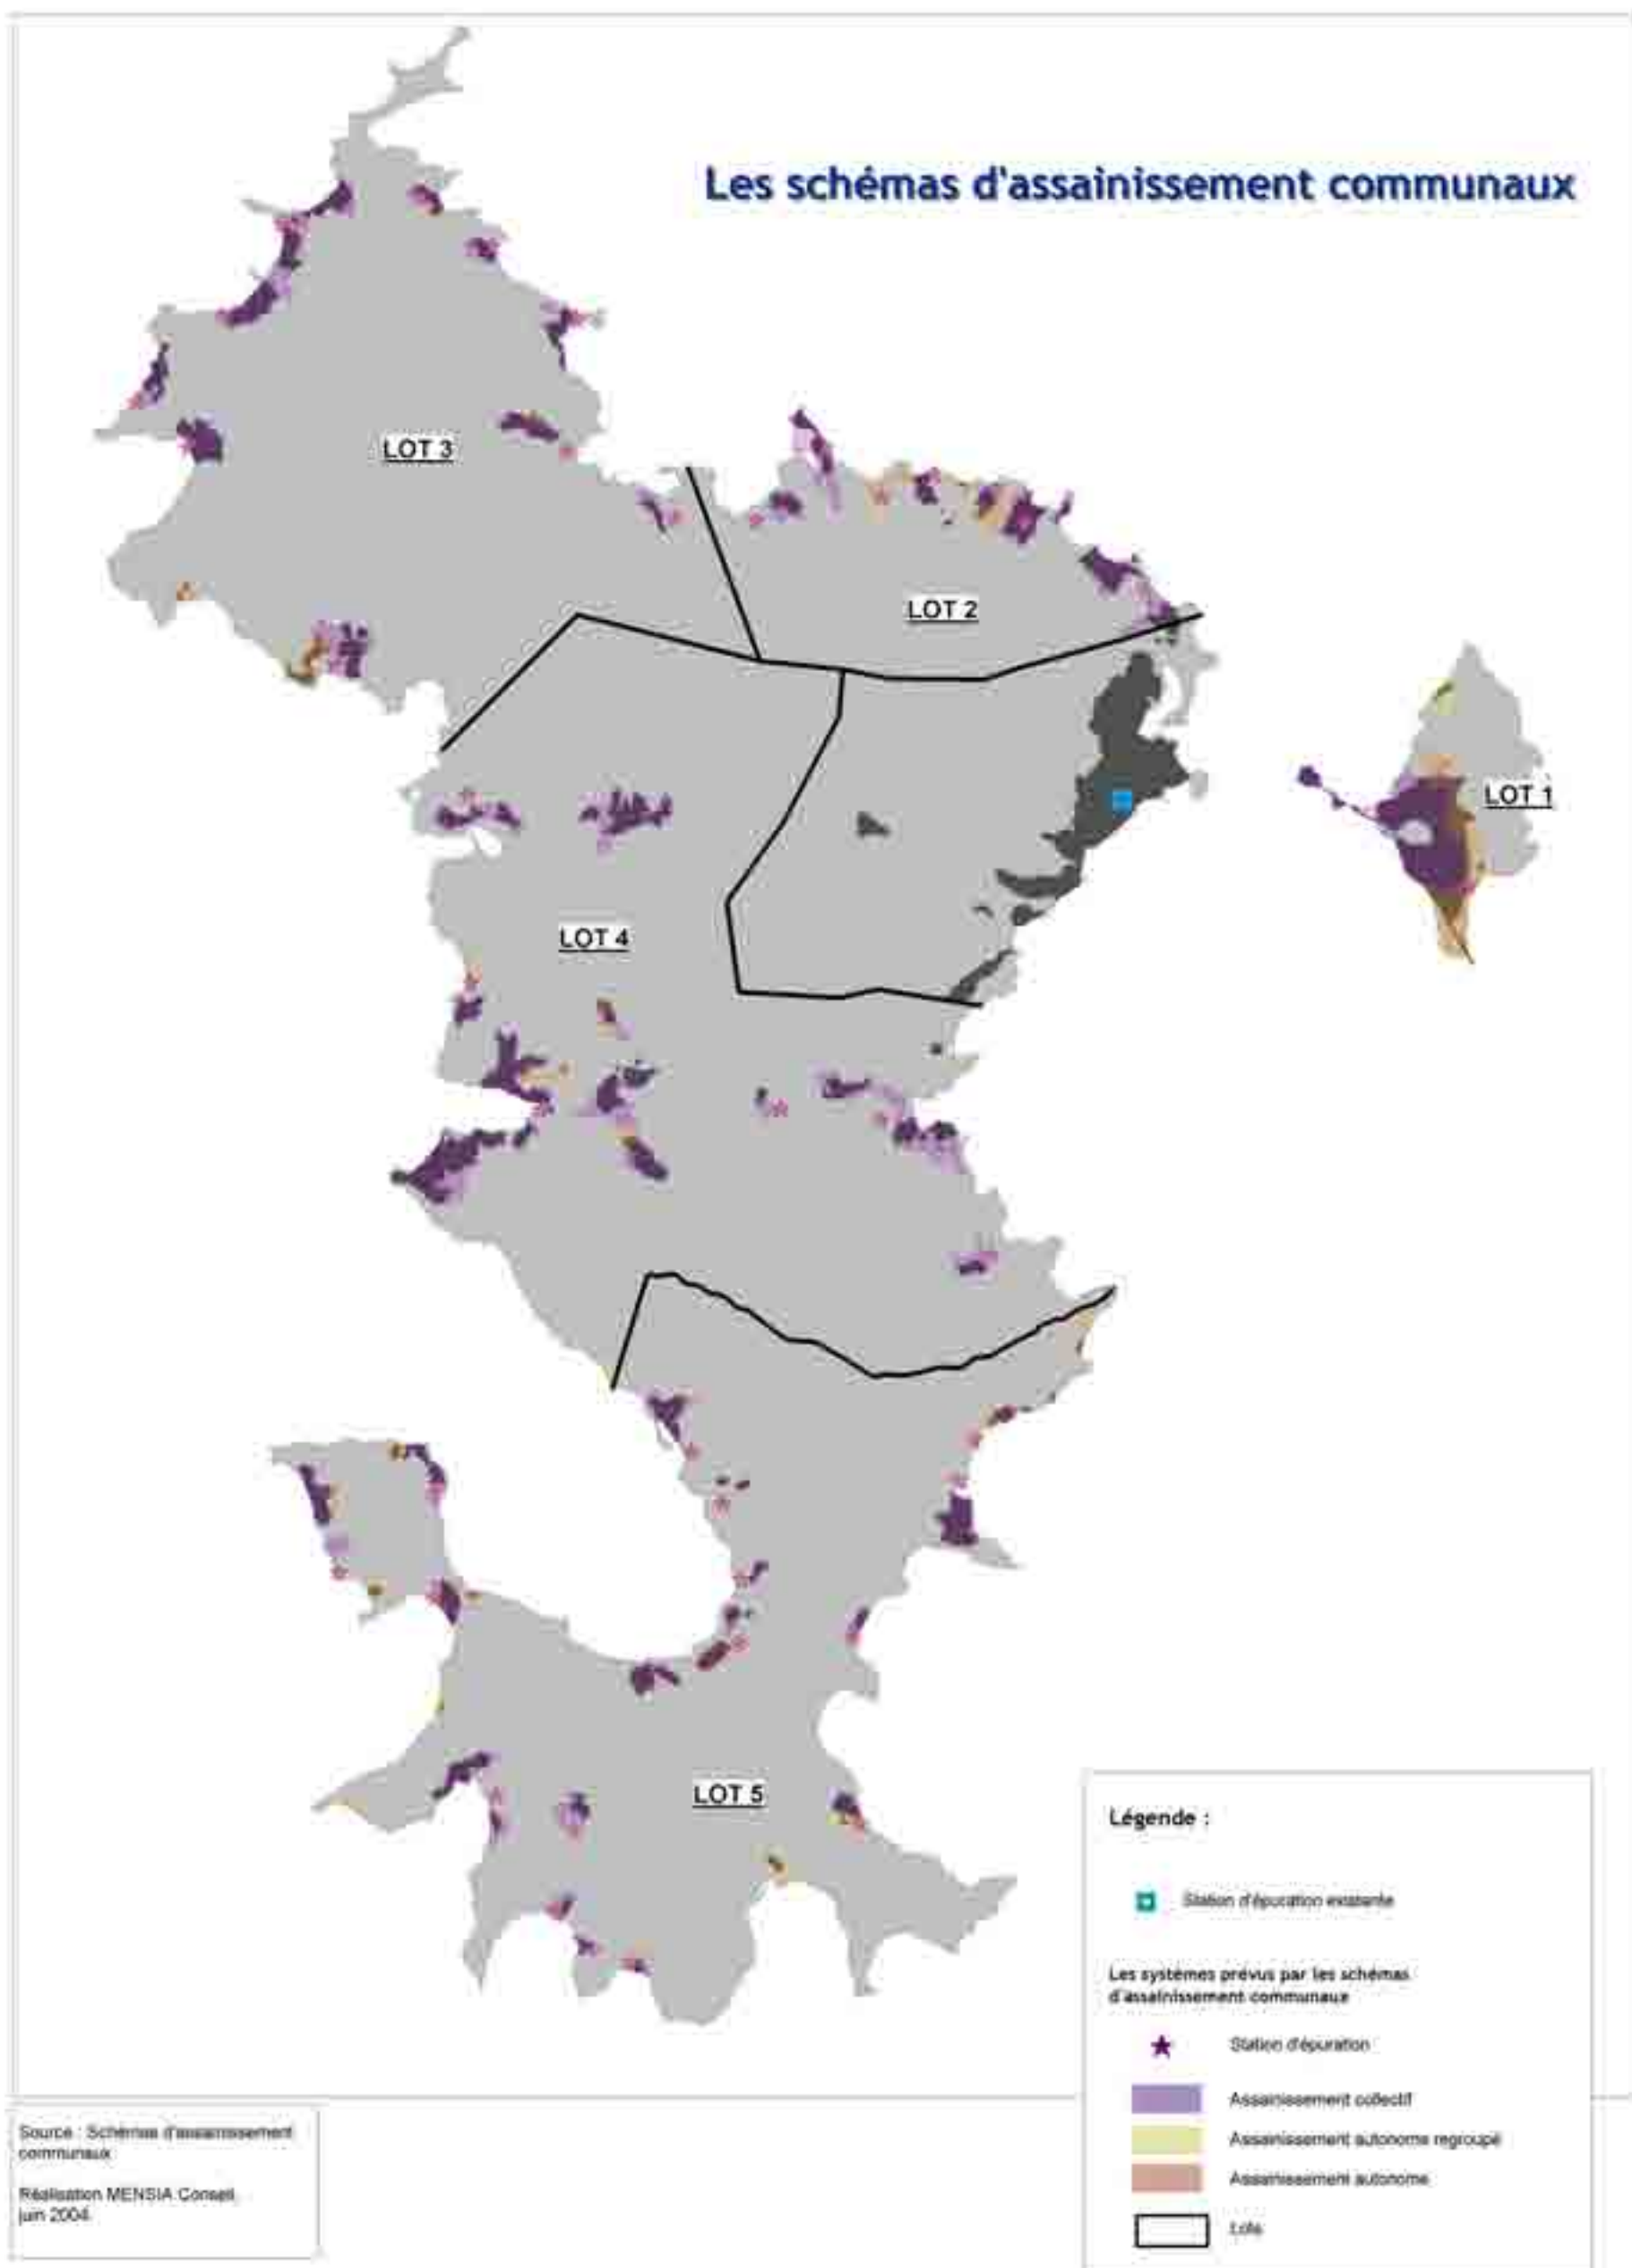 Les schémas d'assainissement communaux
LOT 3
LOT 2
LOT 1
LOT 4
LOT 5
Légende :
Station d'épuration existante
Les systèmes prévus par les schémas
d'assainissement communaux
Station d'épuration
Assainissement collectif
Assainissement autonome regroupé
Assainissement autonome
Lots
Source : Schémas d'assainissement
communaux
Réalisation MENSIA Conseil,
juin 2004